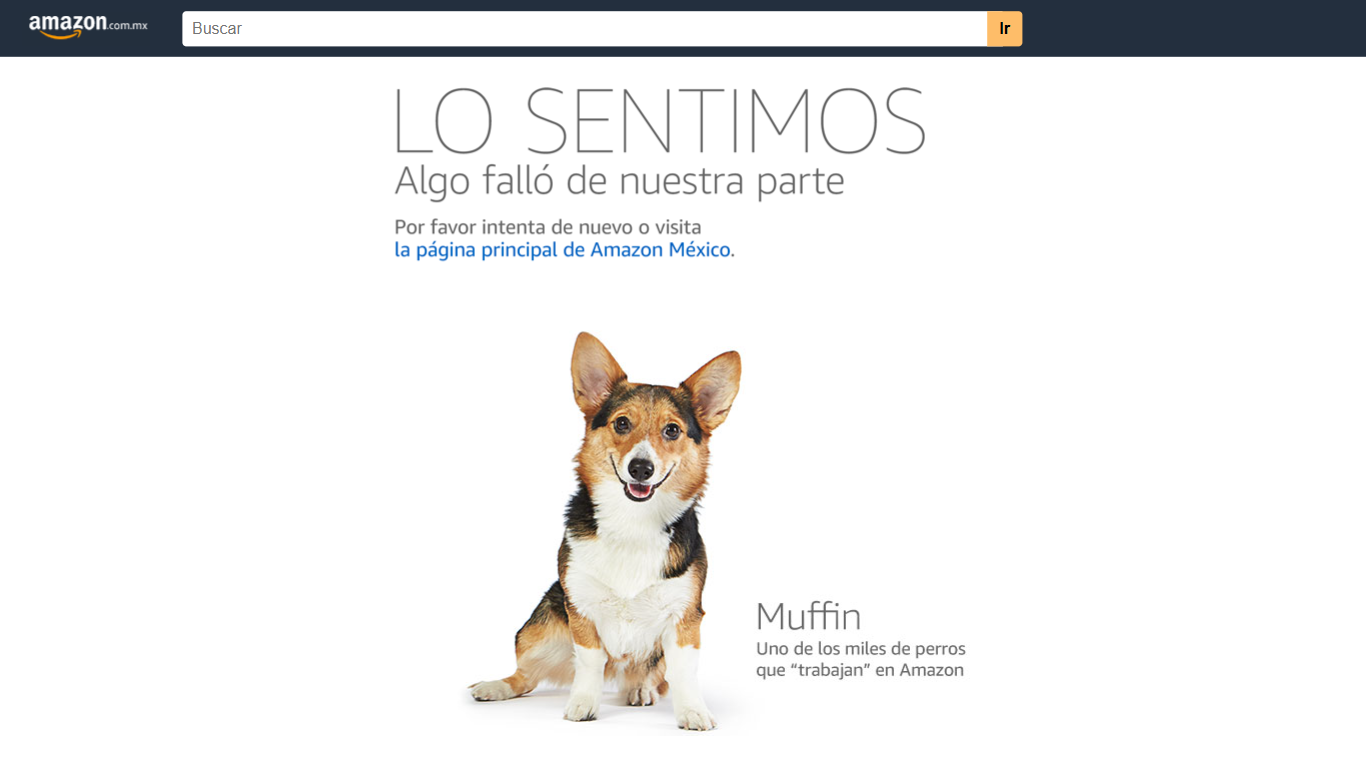 amazon.com.mx
Buscar
Ir
LO SENTIMOS
Algo falló de nuestra parte
Por favor intenta de nuevo o visita
la página principal de Amazon México.
Muffin
Uno de los miles de perros
que “trabajan” en Amazon